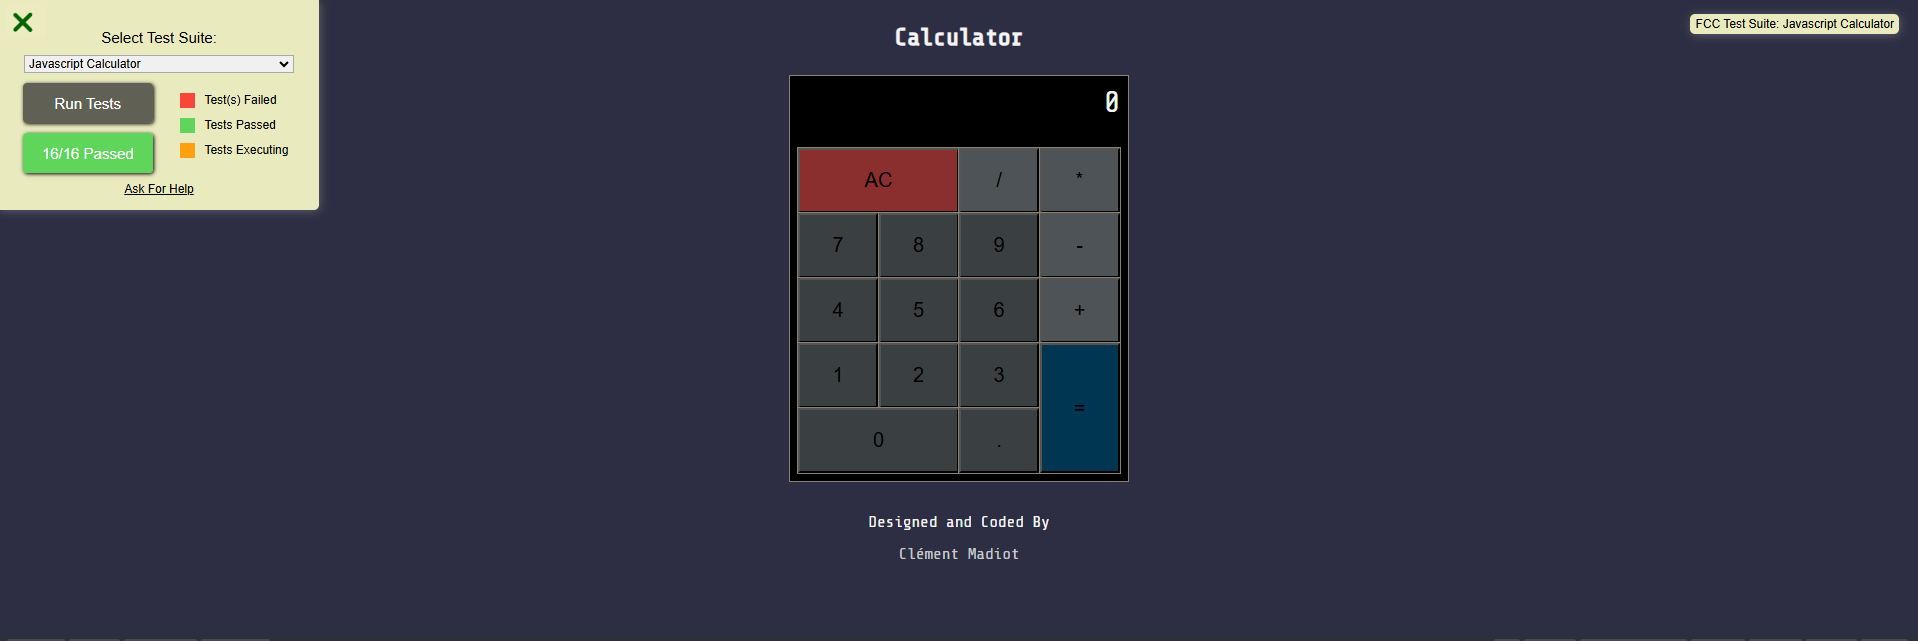 Select Test Suite:
Javascript Calculator
Run Tests
16/16 Passed
Test(s) Failed
Tests Passed
Tests Executing
Ask For Help
FCC Test Suite: Javascript Calculator
Calculator
0
AC / *
7 8 9 -
4 5 6 +
1 2 3 =
0 .
Designed and Coded By
Clément Madiot